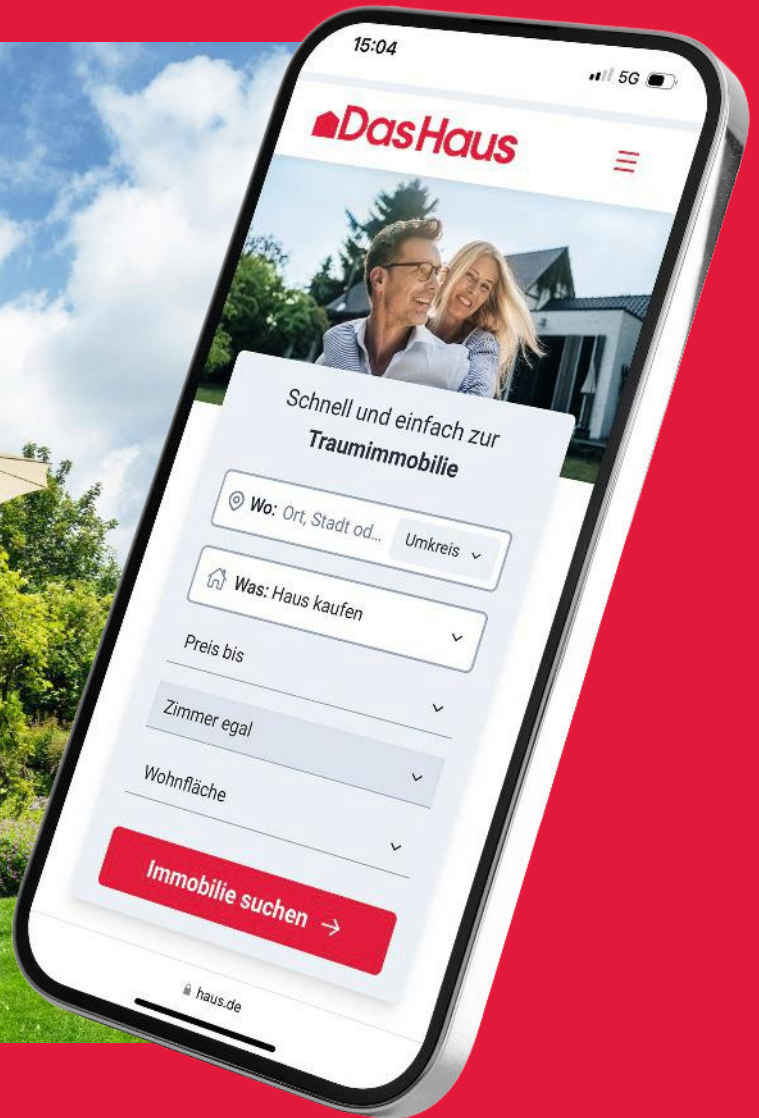 15:04
5G
DasHaus
Schnell und einfach zur
Traumimmobilie
Wo: Ort, Stadt od... Umkreis
Was: Haus kaufen
Preis bis
Zimmer egal
Wohnfläche
Immobilie suchen →
haus.de